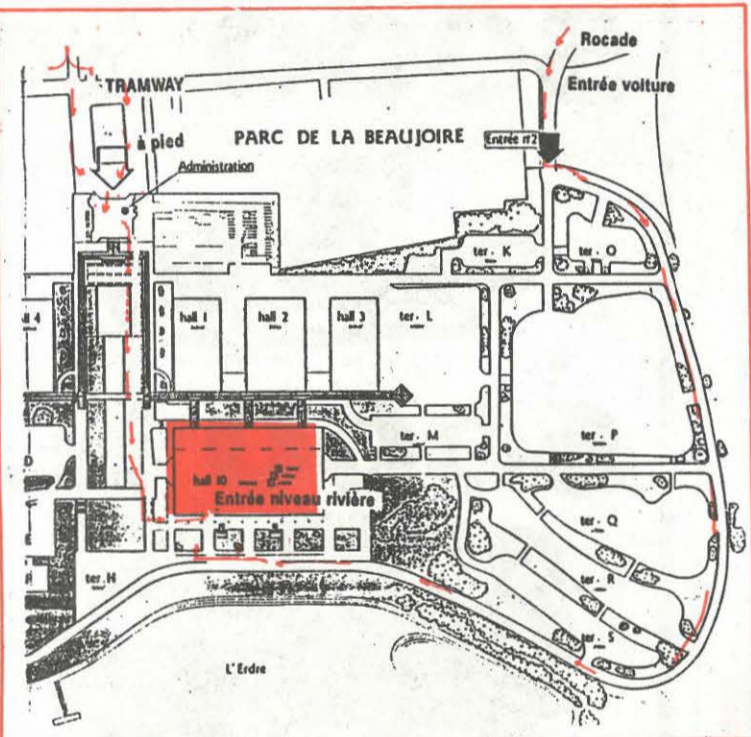 Rocade
TRAMWAY
Entrée voiture
à pied
PARC DE LA BEAUJOIRE
Entrée n°2
Administration
ter. K
ter. O
hall 4
hall 1
hall 2
hall 3
ter. L
ter. M
ter. P
D
hall 10
Entrée niveau rivière
ter. Q
ter. H
ter. R
ter. S
L'Erdre